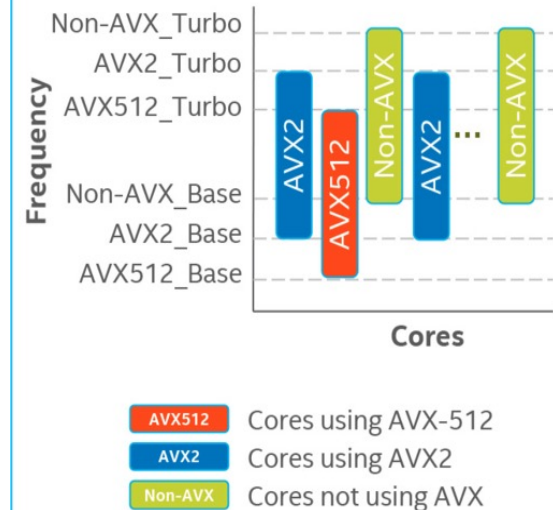 Frequency
Non-AVX_Turbo
AVX2_Turbo
AVX512_Turbo
Non-AVX_Base
AVX2_Base
AVX512_Base
AVX2
AVX512
Non-AVX
AVX2
...
Non-AVX
Cores
AVX512 Cores using AVX-512
AVX2 Cores using AVX2
Non-AVX Cores not using AVX